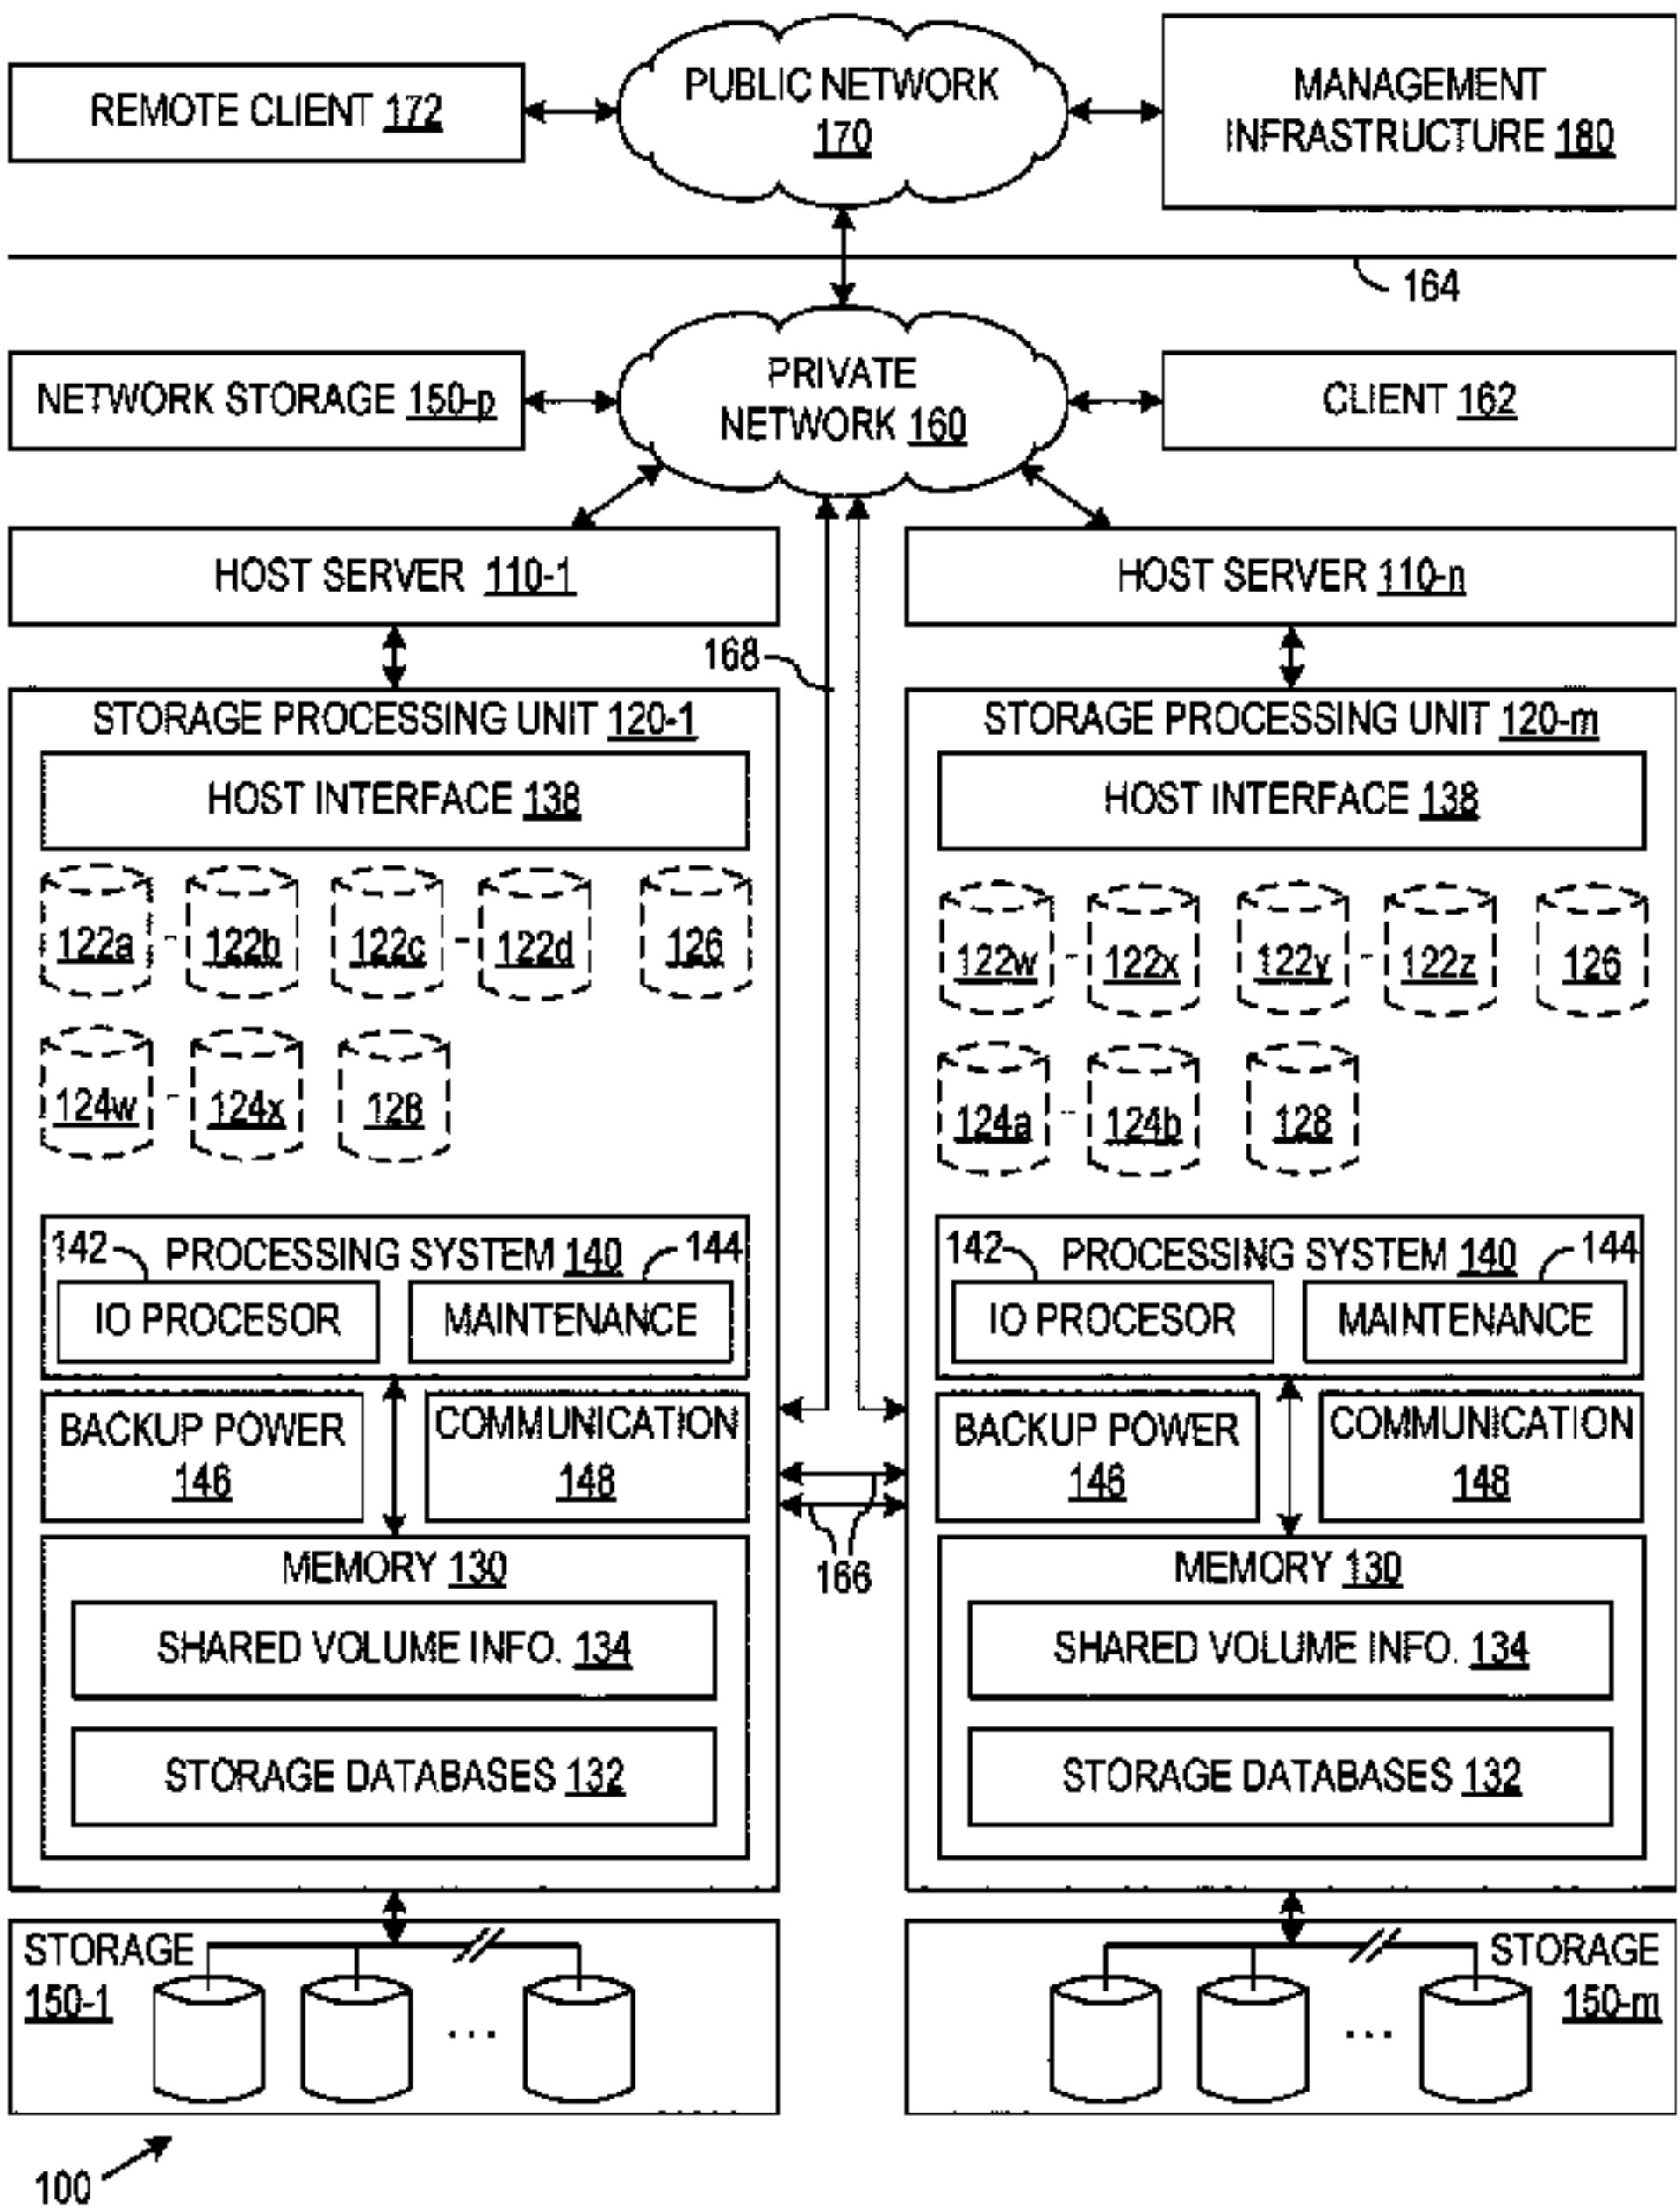 REMOTE CLIENT 172
PUBLIC NETWORK
170
MANAGEMENT
INFRASTRUCTURE 180
164
NETWORK STORAGE 150-p
PRIVATE
NETWORK 160
CLIENT 162
HOST SERVER 110-1
HOST SERVER 110-n
168
STORAGE PROCESSING UNIT 120-1
HOST INTERFACE 138
122a - 122b 122c - 122d 126
124w - 124x 128
142 PROCESSING SYSTEM 140 144
IO PROCESOR MAINTENANCE
BACKUP POWER
146
COMMUNICATION
148
MEMORY 130
SHARED VOLUME INFO. 134
STORAGE DATABASES 132
166
STORAGE PROCESSING UNIT 120-m
HOST INTERFACE 138
122w - 122x 122y - 122z 126
124a - 124b 128
142 PROCESSING SYSTEM 140 144
IO PROCESOR MAINTENANCE
BACKUP POWER
146
COMMUNICATION
148
MEMORY 130
SHARED VOLUME INFO. 134
STORAGE DATABASES 132
STORAGE
150-1
...
STORAGE
150-m
...
100